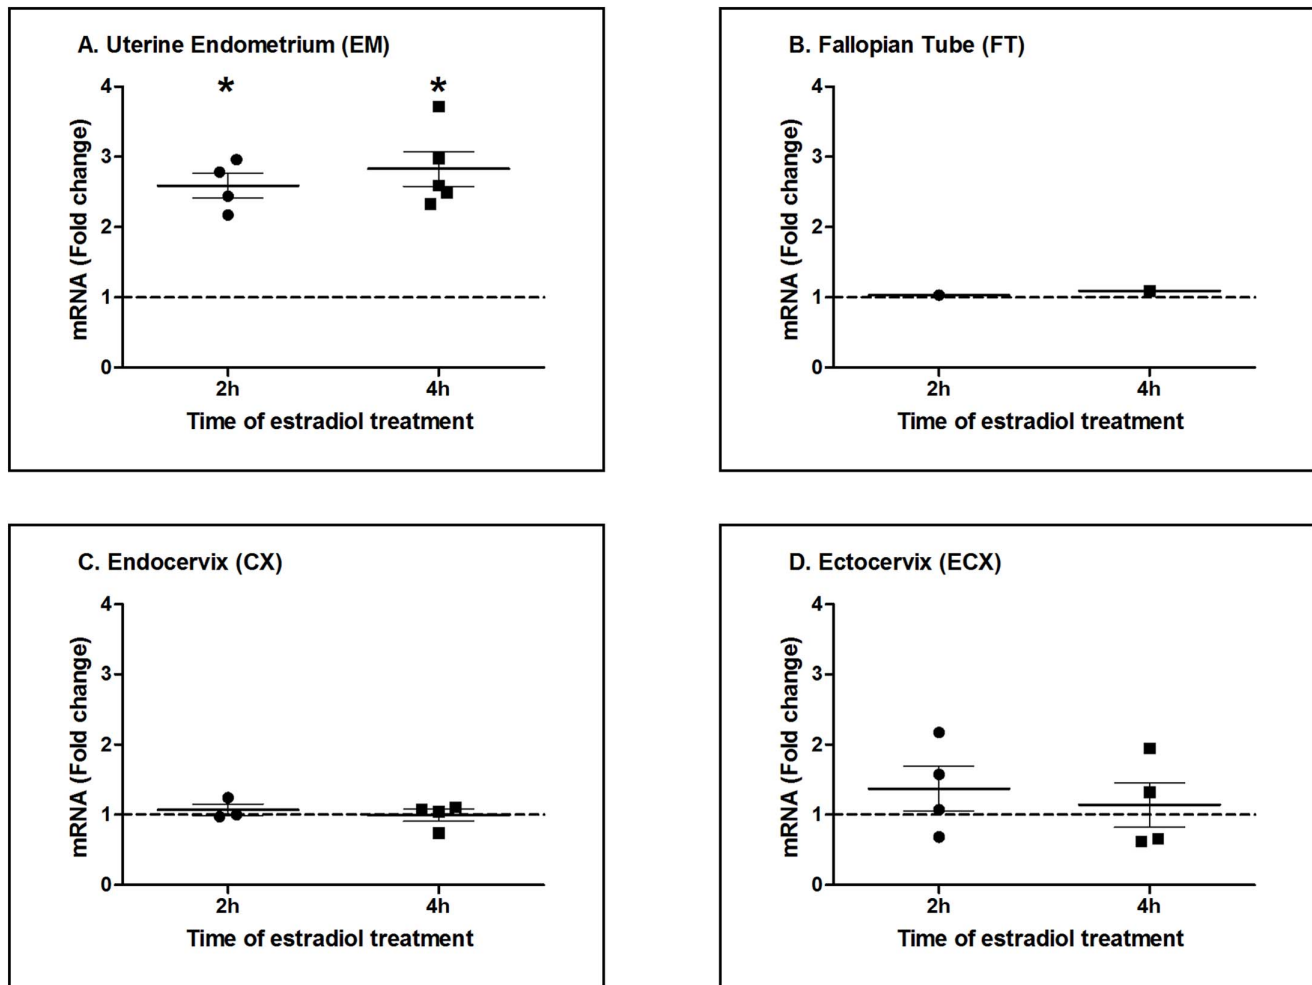 A. Uterine Endometrium (EM)
mRNA (Fold change)
4
3
2
1
0
* *
2h 4h
Time of estradiol treatment
B. Fallopian Tube (FT)
mRNA (Fold change)
4
3
2
1
0
2h 4h
Time of estradiol treatment
C. Endocervix (CX)
mRNA (Fold change)
4
3
2
1
0
2h 4h
Time of estradiol treatment
D. Ectocervix (ECX)
mRNA (Fold change)
4
3
2
1
0
2h 4h
Time of estradiol treatment